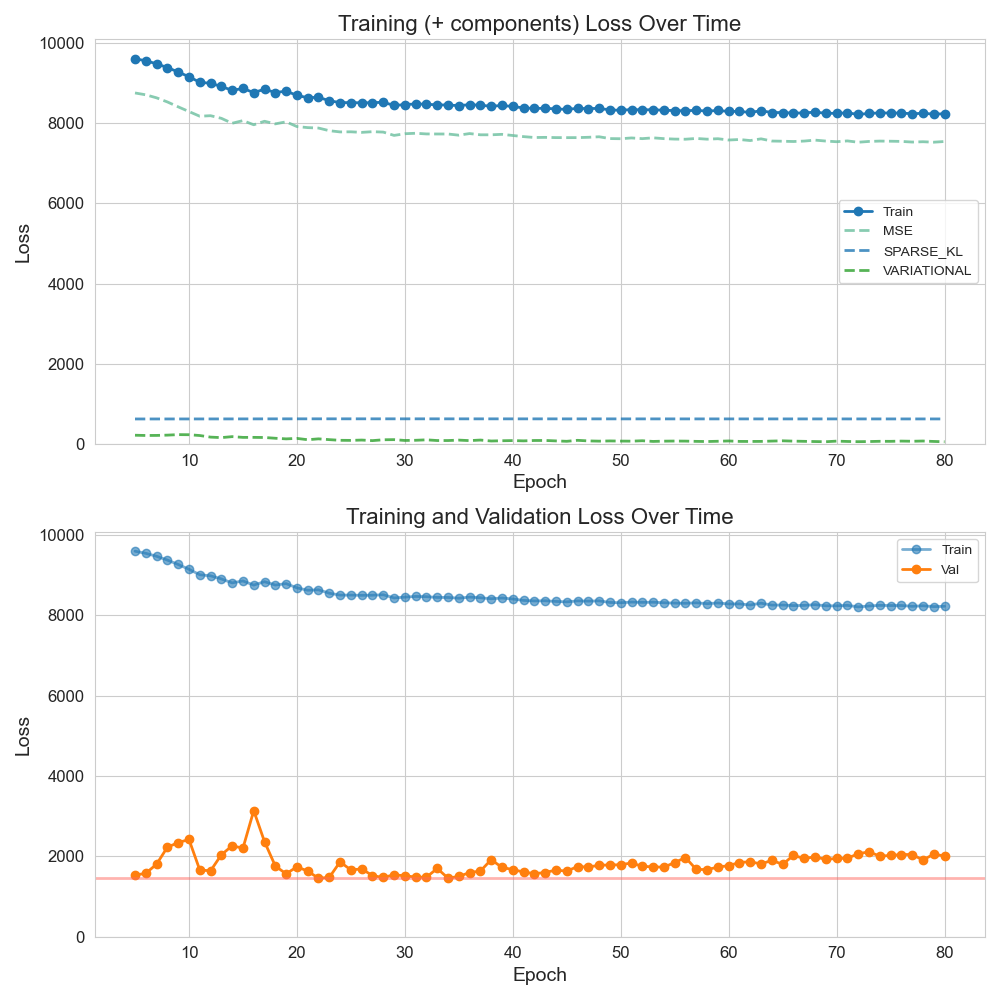 Training (+ components) Loss Over Time
10000
8000
6000
4000
2000
0
Loss
Train
MSE
SPARSE_KL
VARIATIONAL
10 20 30 40 50 60 70 80
Epoch
Training and Validation Loss Over Time
10000
8000
6000
4000
2000
0
Loss
Train
Val
10 20 30 40 50 60 70 80
Epoch